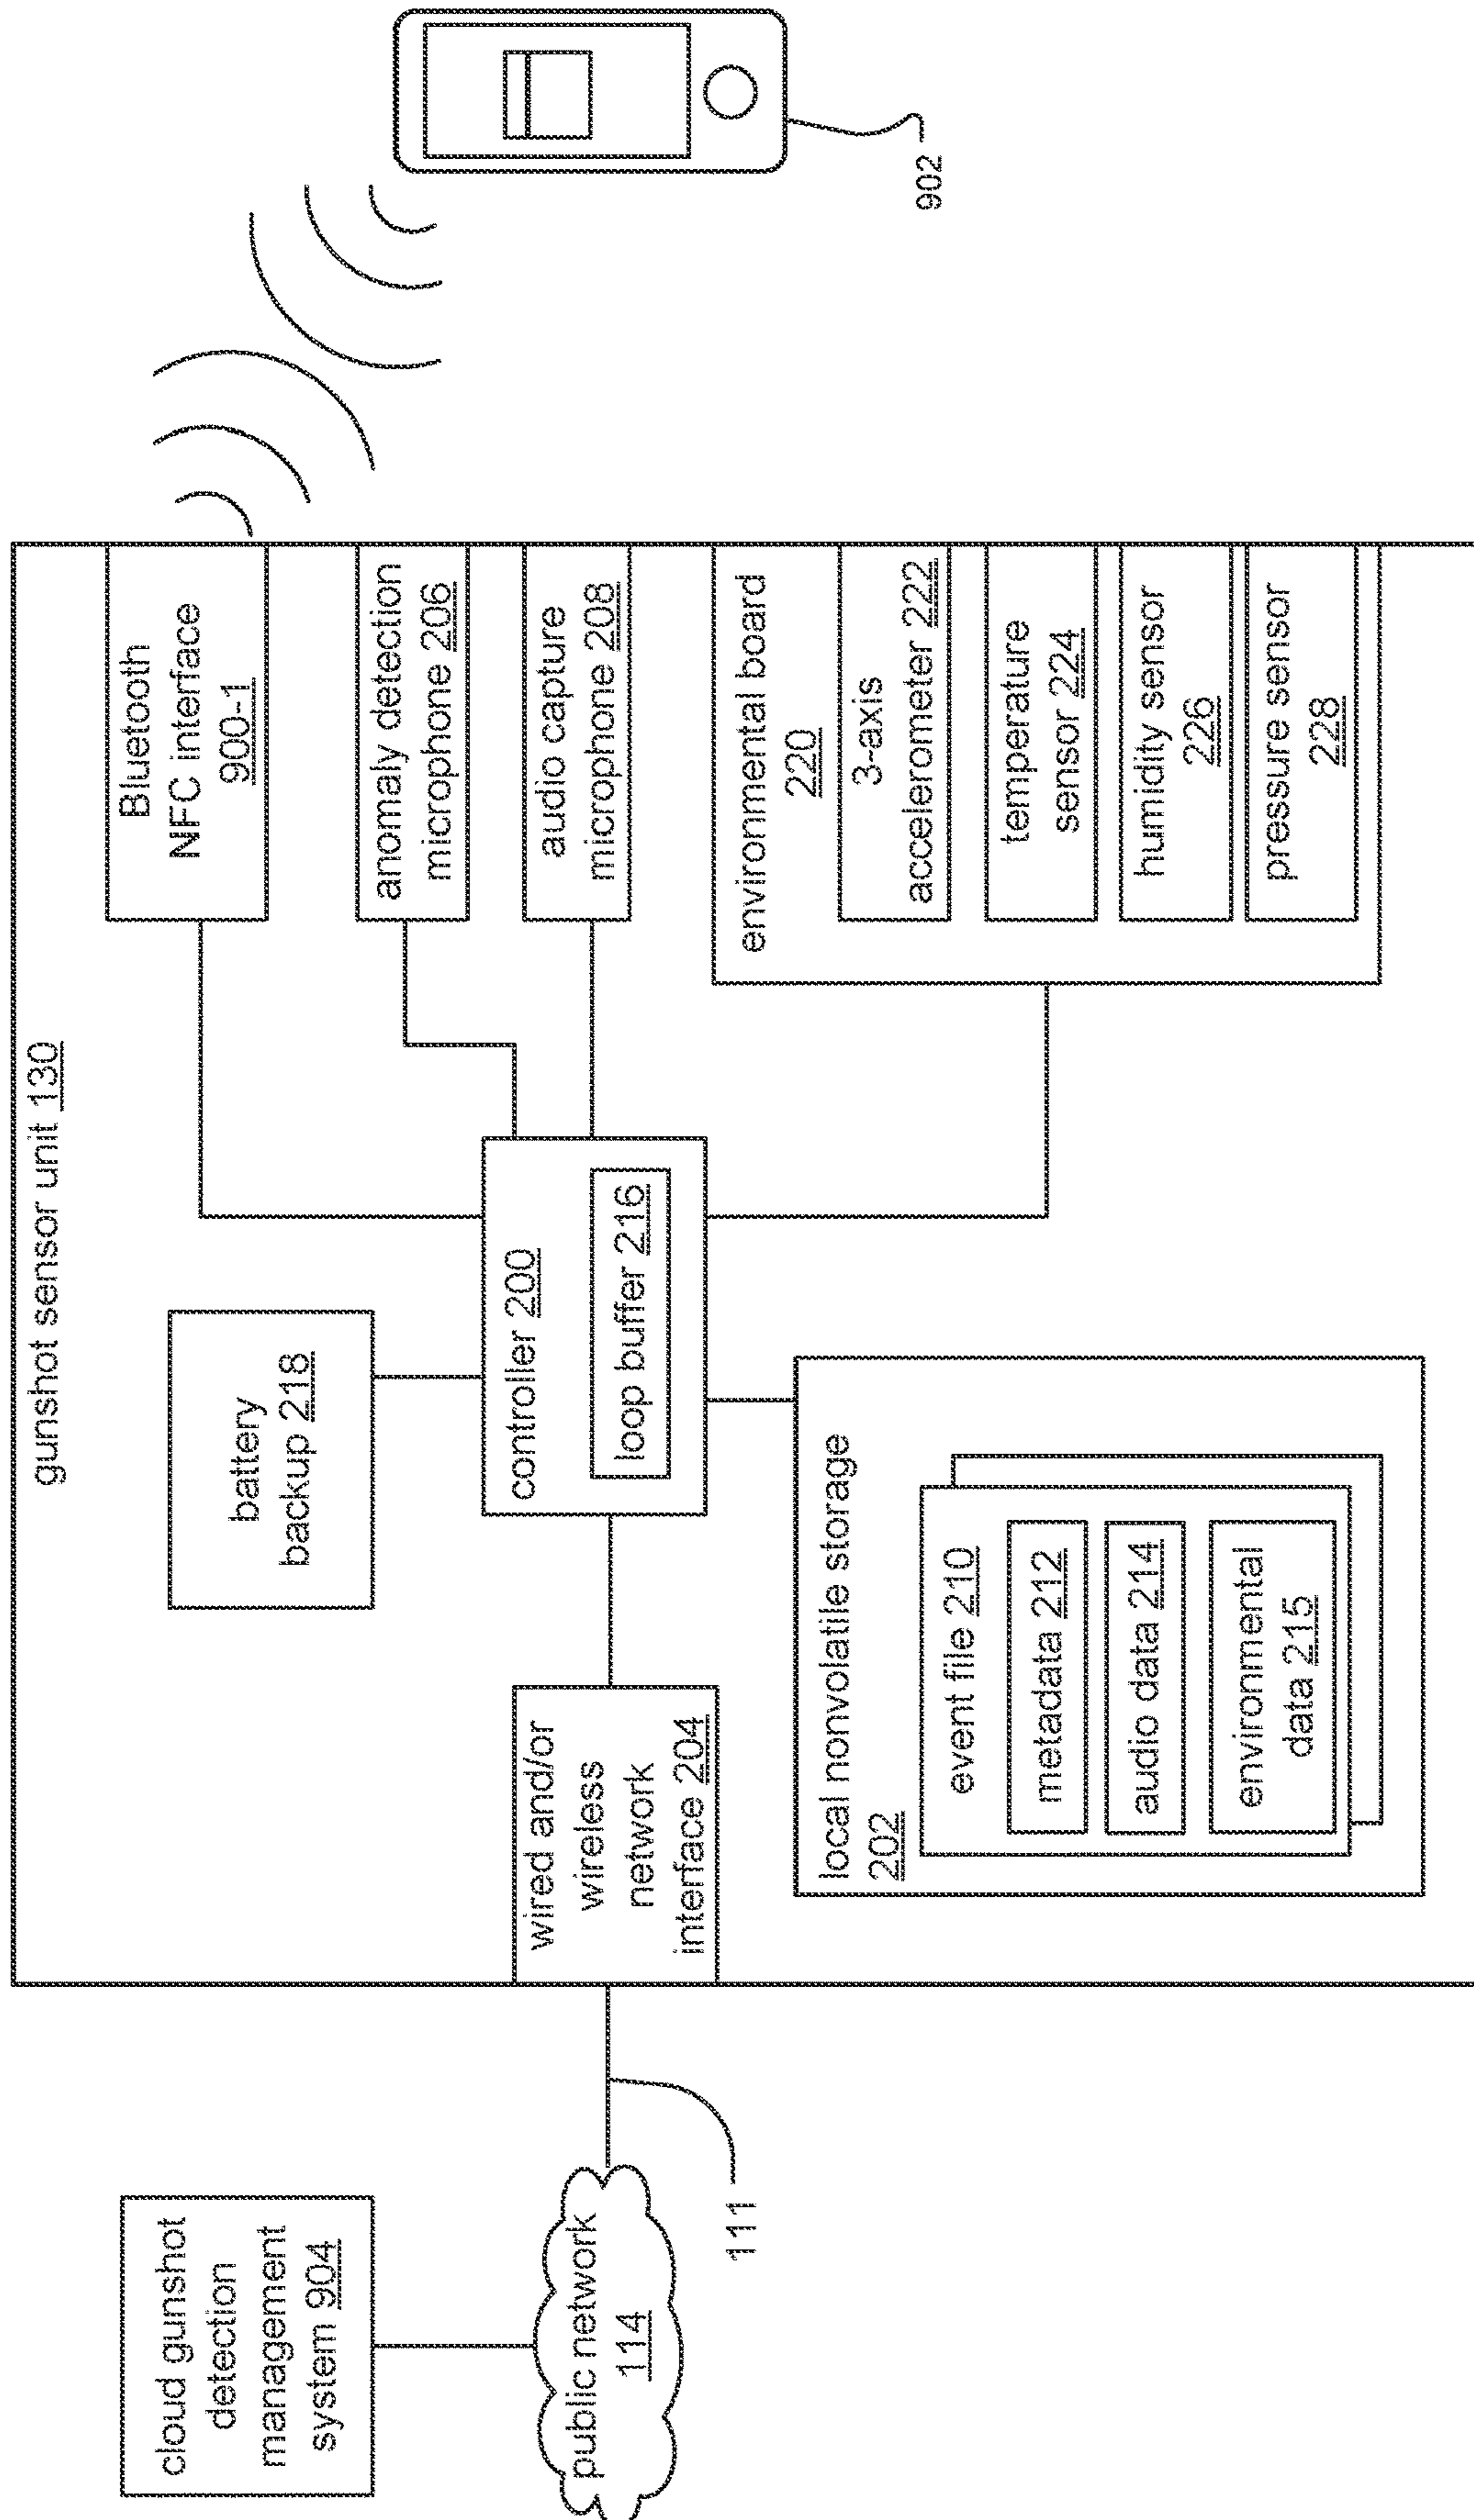 gunshot sensor unit 130
cloud gunshot
detection
management
system 904
public network
114
111
wired and/or
wireless
network
interface 204
battery
backup 218
controller 200
loop buffer 216
local nonvolatile storage
202
event file 210
metadata 212
audio data 214
environmental
data 215
Bluetooth
NFC interface
900-1
anomaly detection
microphone 206
audio capture
microphone 208
environmental board
220
3-axis
accelerometer 222
temperature
sensor 224
humidity sensor
226
pressure sensor
228
902